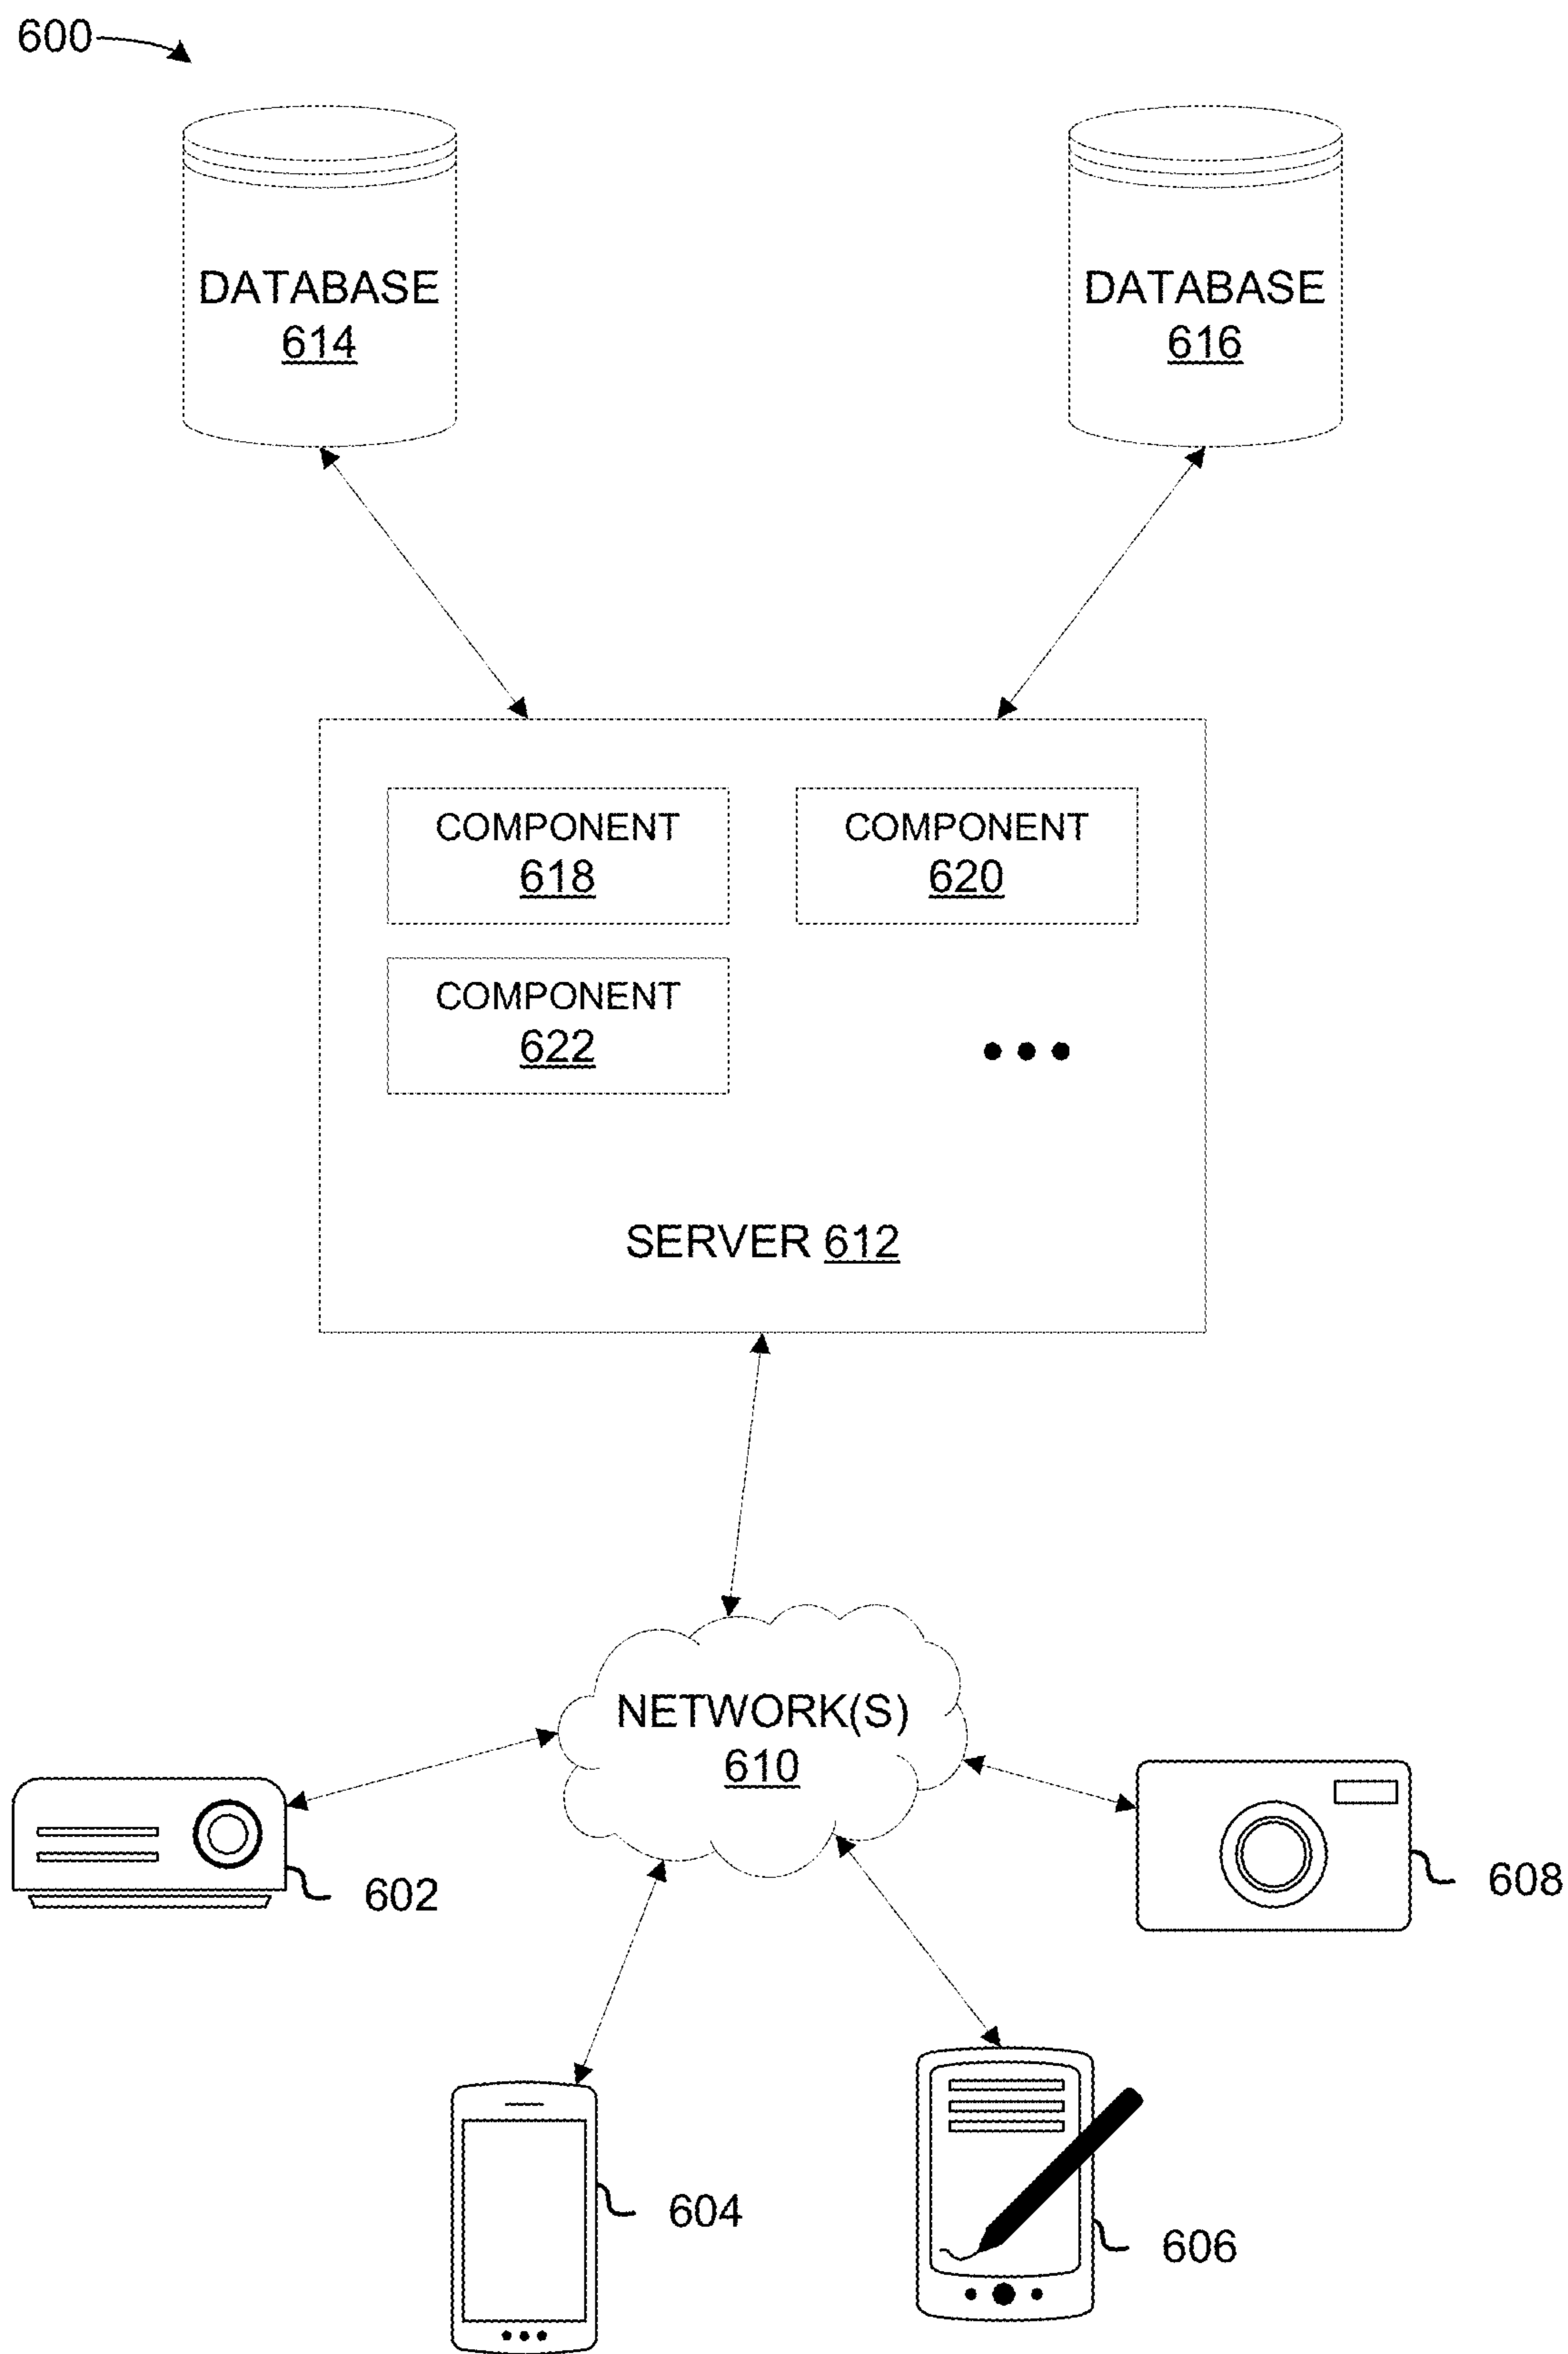 600
DATABASE
614
DATABASE
616
COMPONENT
618
COMPONENT
620
COMPONENT
622
SERVER 612
NETWORK(S)
610
602
608
604
606